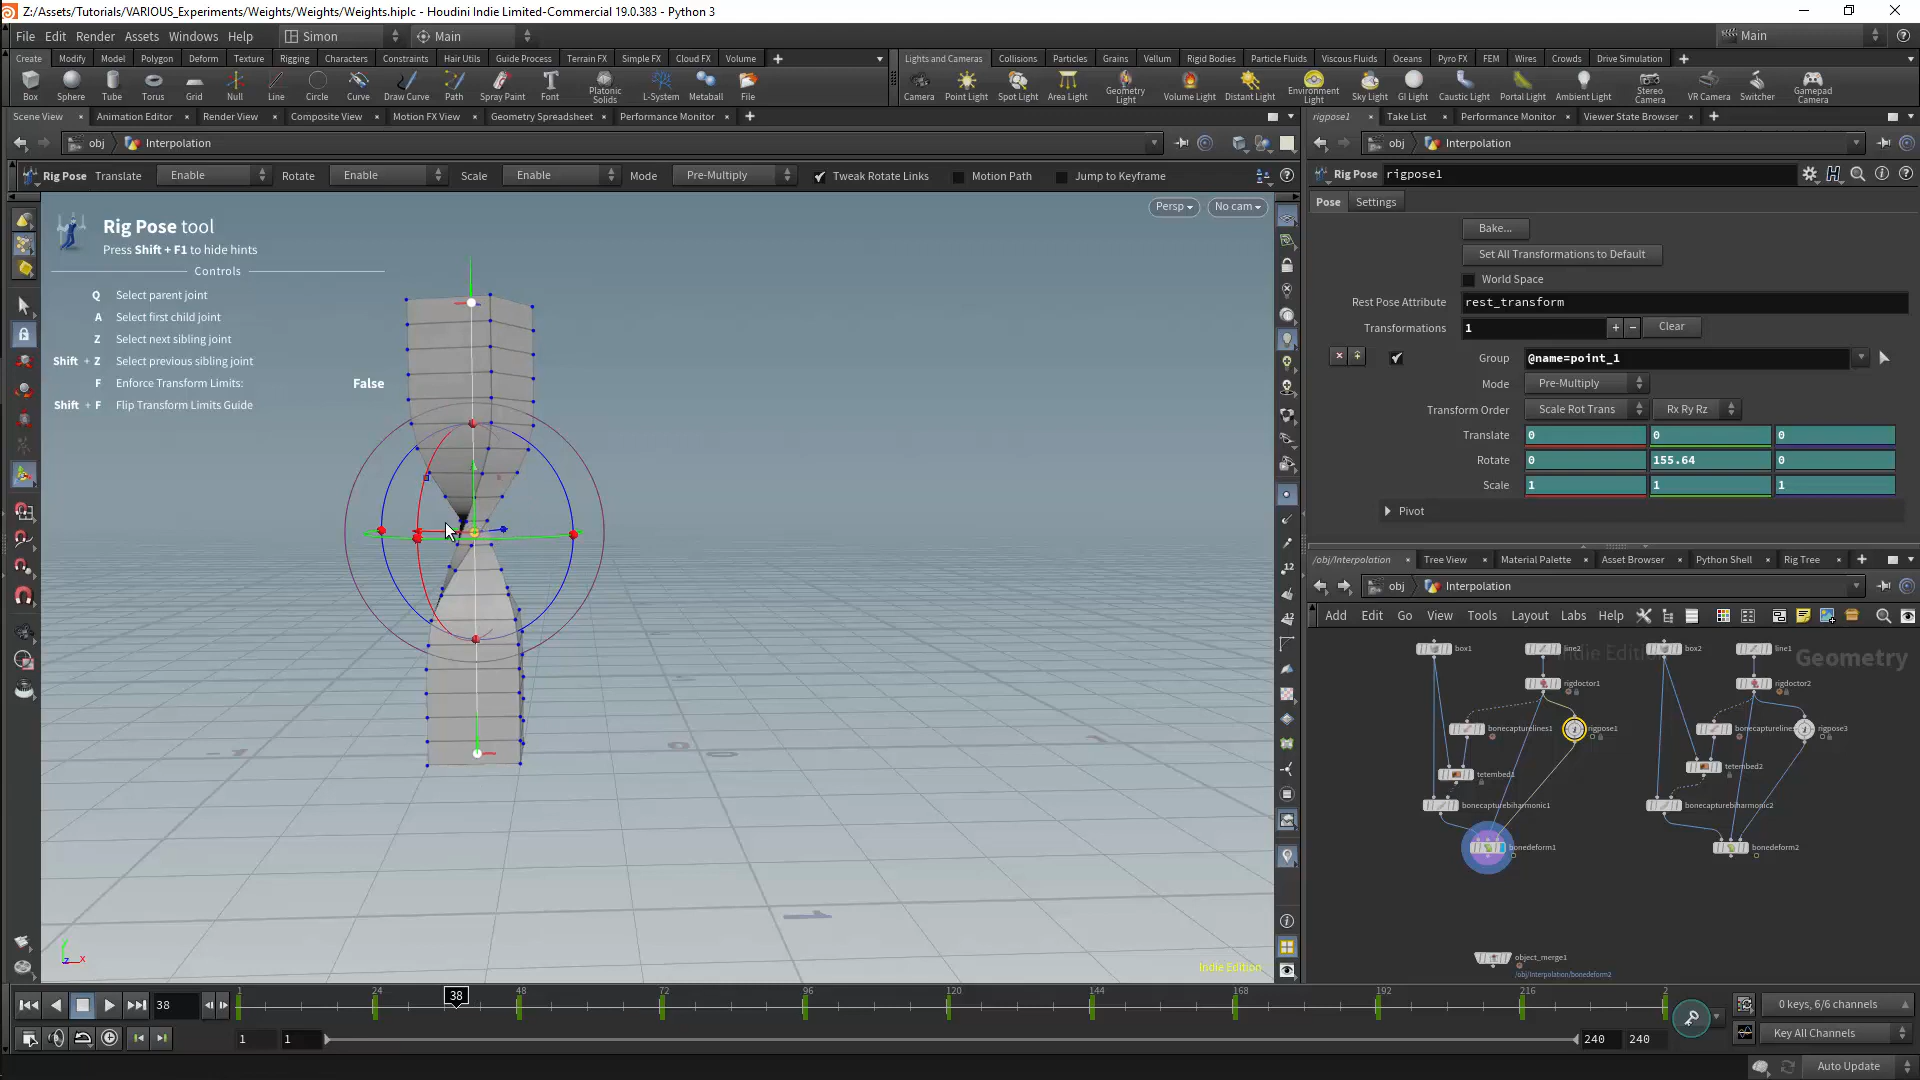 Z:/Assets/Tutorials/VARIOUS_Experiments/Weights/Weights/Weights.hiplc - Houdini Indie Limited-Commercial 19.0.383 - Python 3
File Edit Render Assets Windows Help Simon Main Main
Create Modify Model Polygon Deform Texture Rigging Characters Constraints Hair Utils Guide Process Terrain FX Simple FX Cloud FX Volume
Lights and Cameras Collisions Particles Grains Vellum Rigid Bodies Particle Fluids Viscous Fluids Oceans Pyro FX FEM Wires Crowds Drive Simulation
Box Sphere Tube Torus Grid Null Line Circle Curve Draw Curve Path Spray Paint Font Platonic Solids L-System Metaball File
Camera Point Light Spot Light Area Light Geometry Light Volume Light Distant Light Environment Light Sky Light GI Light Caustic Light Portal Light Ambient Light Stereo Camera VR Camera Switcher Gamepad Camera
Scene View Animation Editor Render View Composite View Motion FX View Geometry Spreadsheet Performance Monitor
rigpose1 Take List Performance Monitor Viewer State Browser
obj Interpolation
obj Interpolation
Rig Pose Translate Enable Rotate Enable Scale Enable Mode Pre-Multiply Tweak Rotate Links Motion Path Jump to Keyframe
Rig Pose rigpose1
Pose Settings
Persp No cam
Rig Pose tool
Press Shift + F1 to hide hints
Controls
Q Select parent joint
A Select first child joint
Z Select next sibling joint
Shift + Z Select previous sibling joint
F Enforce Transform Limits: False
Shift + F Flip Transform Limits Guide
Bake...
Set All Transformations to Default
World Space
Rest Pose Attribute rest_transform
Transformations 1 + − Clear
Group @name=point_1
Mode Pre-Multiply
Transform Order Scale Rot Trans Rx Ry Rz
Translate 0 0 0
Rotate 0 155.64 0
Scale 1 1 1
Pivot
/obj/Interpolation Tree View Material Palette Asset Browser Python Shell Rig Tree
obj Interpolation
Add Edit Go View Tools Layout Labs Help
Geometry
box1 line2 box2 line1
rigdoctor1 rigdoctor2
bonecapturelines1 rigpose1 rigpose3
tetembed1 tetembed2
bonecapturebiharmonic1 bonecapturebiharmonic2
bonedeform1 bonedeform2
object_merge1
/obj/Interpolation/bonedeform2
Indie Edition
38 1 24 38 48 72 96 120 144 168 192 216 2
0 keys, 6/6 channels
1 1 240 240 Key All Channels
Auto Update